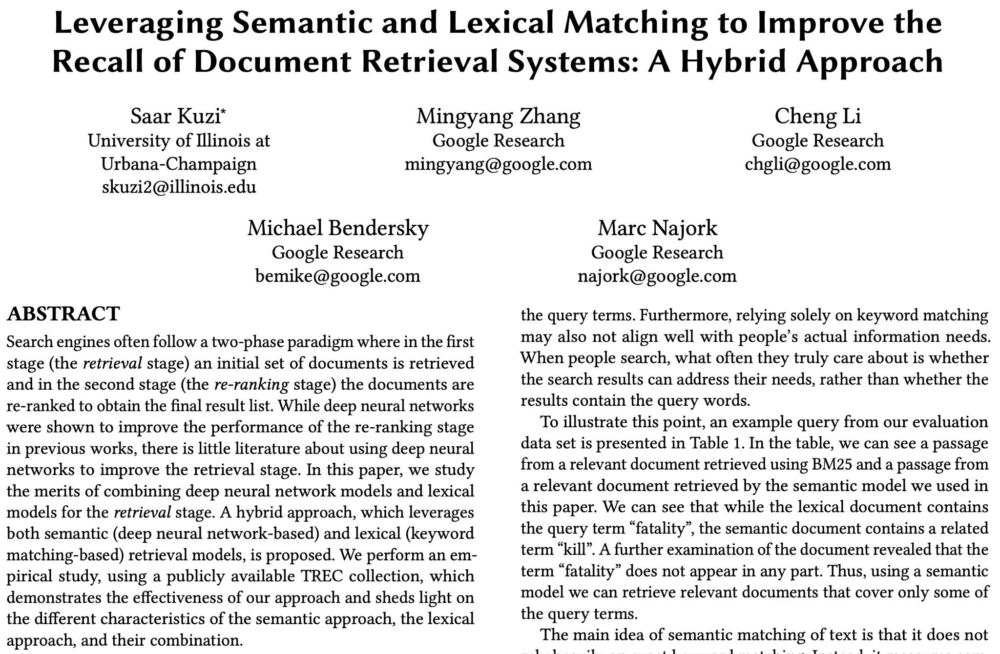 Leveraging Semantic and Lexical Matching to Improve the
Recall of Document Retrieval Systems: A Hybrid Approach
Saar Kuzi*
University of Illinois at
Urbana-Champaign
skuzi2@illinois.edu
Mingyang Zhang
Google Research
mingyang@google.com
Cheng Li
Google Research
chgli@google.com
Michael Bendersky
Google Research
bemike@google.com
Marc Najork
Google Research
najork@google.com
ABSTRACT
Search engines often follow a two-phase paradigm where in the first
stage (the retrieval stage) an initial set of documents is retrieved
and in the second stage (the re-ranking stage) the documents are
re-ranked to obtain the final result list. While deep neural networks
were shown to improve the performance of the re-ranking stage
in previous works, there is little literature about using deep neural
networks to improve the retrieval stage. In this paper, we study
the merits of combining deep neural network models and lexical
models for the retrieval stage. A hybrid approach, which leverages
both semantic (deep neural network-based) and lexical (keyword
matching-based) retrieval models, is proposed. We perform an em-
pirical study, using a publicly available TREC collection, which
demonstrates the effectiveness of our approach and sheds light on
the different characteristics of the semantic approach, the lexical
approach, and their combination.
the query terms. Furthermore, relying solely on keyword matching
may also not align well with people's actual information needs.
When people search, what often they truly care about is whether
the search results can address their needs, rather than whether the
results contain the query words.
To illustrate this point, an example query from our evaluation
data set is presented in Table 1. In the table, we can see a passage
from a relevant document retrieved using BM25 and a passage from
a relevant document retrieved by the semantic model we used in
this paper. We can see that while the lexical document contains
the query term “fatality”, the semantic document contains a related
term “kill”. A further examination of the document revealed that the
term “fatality” does not appear in any part. Thus, using a semantic
model we can retrieve relevant documents that cover only some of
the query terms.
The main idea of semantic matching of text is that it does not